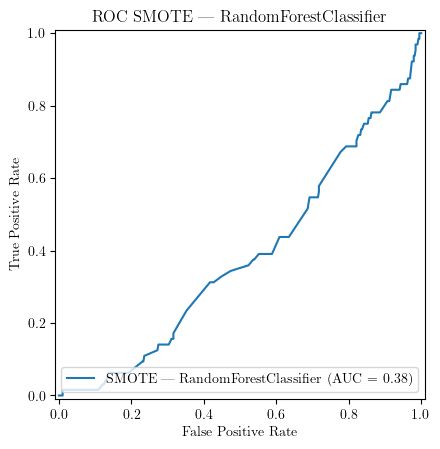 ROC SMOTE — RandomForestClassifier
1.0
0.8
0.6
0.4
0.2
0.0
True Positive Rate
SMOTE — RandomForestClassifier (AUC = 0.38)
0.0 0.2 0.4 0.6 0.8 1.0
False Positive Rate